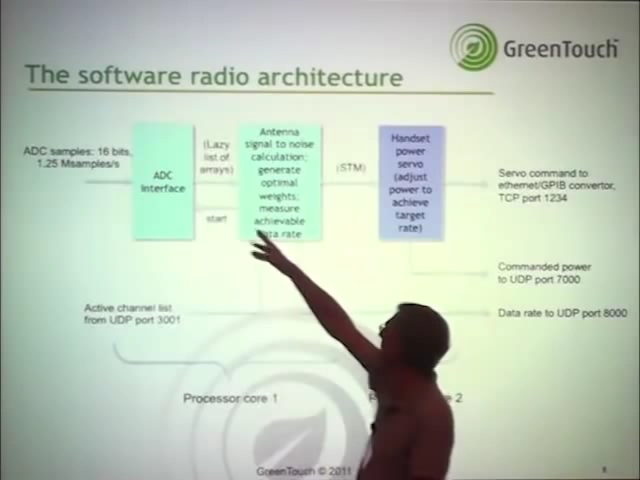 GreenTouch
The software radio architecture
ADC samples: 16 bits,
1.25 Msamples/s
ADC
Interface
(Lazy
list of
arrays)
start
Antenna
signal to noise
calculation;
generate
optimal
weights;
measure
achievable
rate
(STM)
Handset
power
servo
(adjust
power to
achieve
target
rate)
Servo command to
ethernet/GPIB convertor,
TCP port 1234
Commanded power
to UDP port 7000
Active channel list
from UDP port 3001
Data rate to UDP port 8000
Processor core 1
2
GreenTouch © 2011